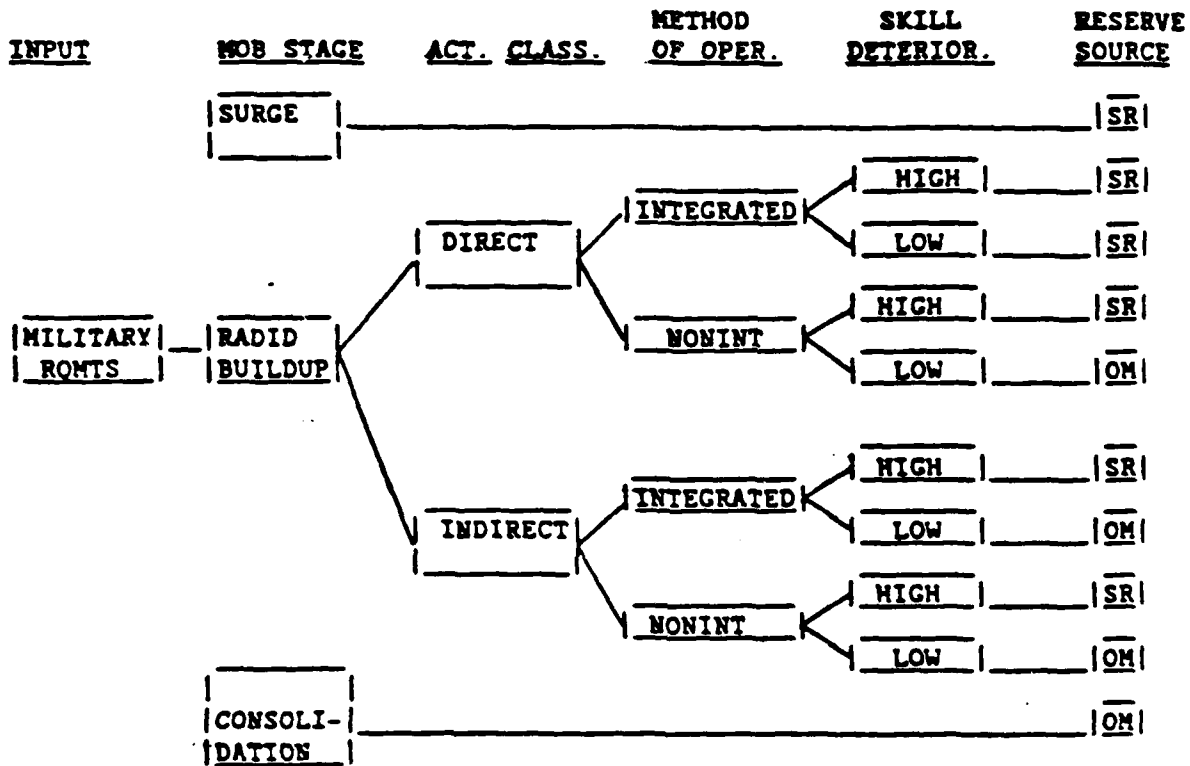 METHOD SKILL RESERVE
INPUT MOB STAGE ACT. CLASS. OF OPER. DETERIOR. SOURCE
SURGE SR
HIGH SR
INTEGRATED
DIRECT LOW SR
HIGH SR
MILITARY RADID NONINT
RQMTS BUILDUP LOW OM
HIGH SR
INTEGRATED
INDIRECT LOW OM
HIGH SR
NONINT
LOW OM
CONSOLI- OM
DATION